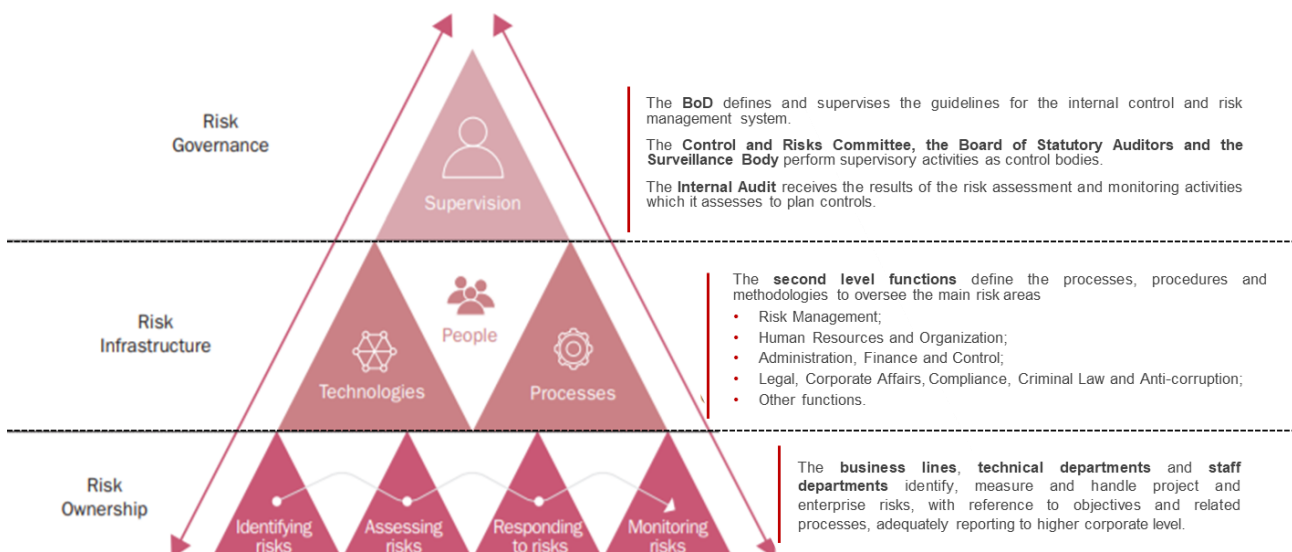 Risk
Governance
Supervision
The BoD defines and supervises the guidelines for the internal control and risk
management system.
The Control and Risks Committee, the Board of Statutory Auditors and the
Surveillance Body perform supervisory activities as control bodies.
The Internal Audit receives the results of the risk assessment and monitoring activities
which it assesses to plan controls.
Risk
Infrastructure
People
Technologies
Processes
The second level functions define the processes, procedures and
methodologies to oversee the main risk areas
• Risk Management;
• Human Resources and Organization;
• Administration, Finance and Control;
• Legal, Corporate Affairs, Compliance, Criminal Law and Anti-corruption;
• Other functions.
Risk
Ownership
Identifying
risks
Assessing
risks
Responding
to risks
Monitoring
risks
The business lines, technical departments and staff
departments identify, measure and handle project and
enterprise risks, with reference to objectives and related
processes, adequately reporting to higher corporate level.